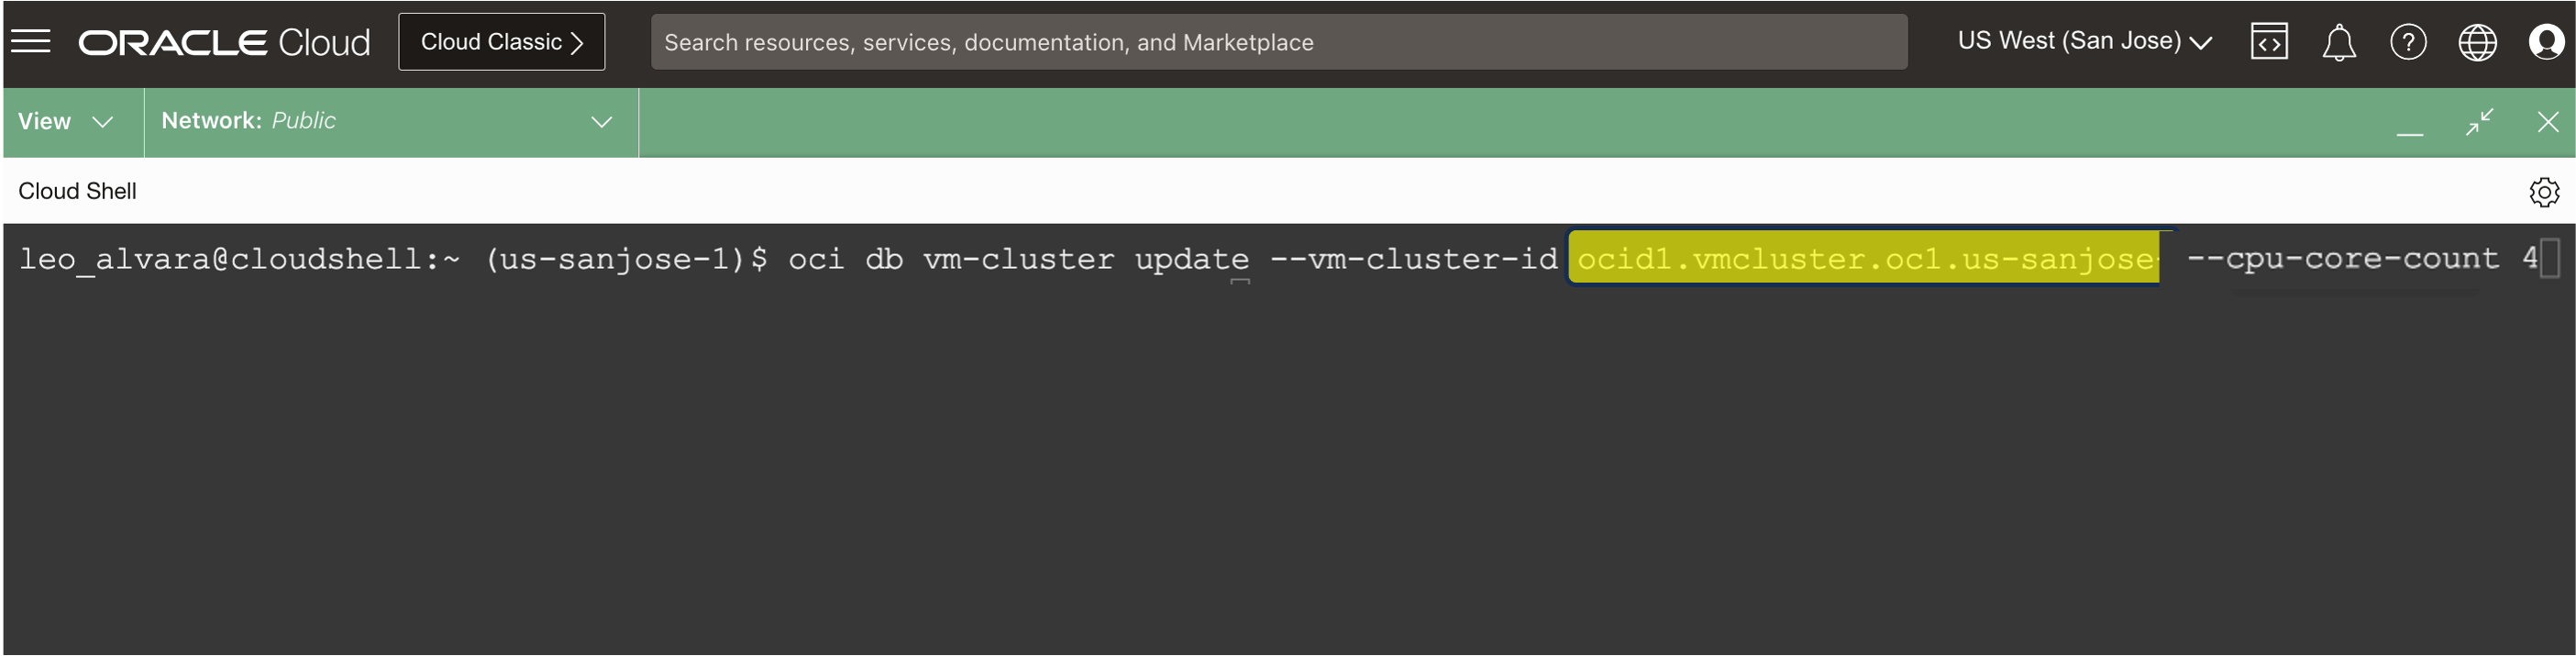 ORACLE Cloud Cloud Classic Search resources, services, documentation, and Marketplace US West (San Jose)
View Network: Public
Cloud Shell
leo_alvara@cloudshell:~ (us-sanjose-1)$ oci db vm-cluster update --vm-cluster-id ocid1.vmcluster.oc1.us-sanjose- --cpu-core-count 4